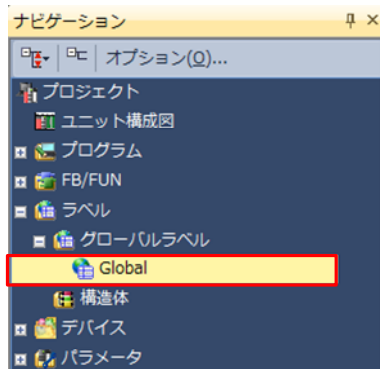 ナビゲーション
オプション(O)...
プロジェクト
ユニット構成図
プログラム
FB/FUN
ラベル
グローバルラベル
Global
構造体
デバイス
パラメータ